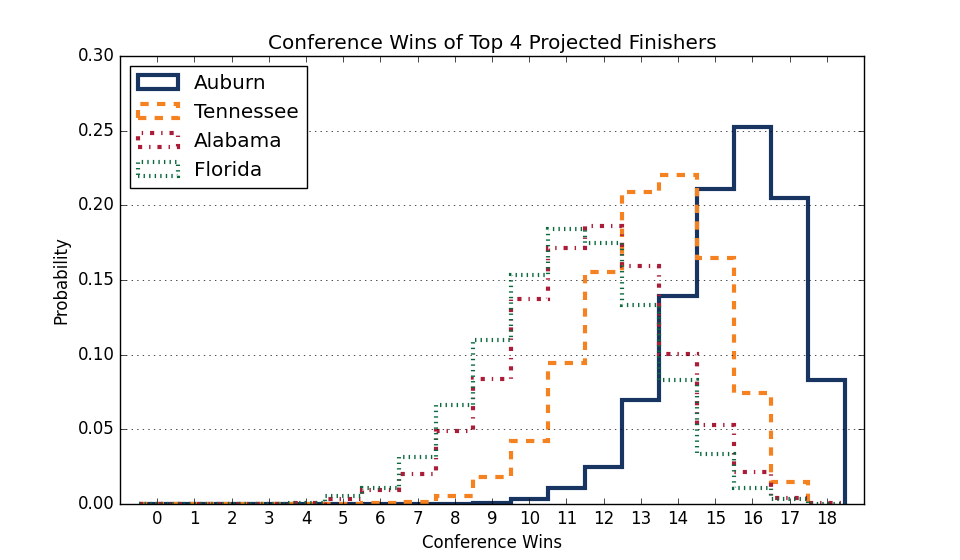 Conference Wins of Top 4 Projected Finishers
0.30
0.25
0.20
0.15
0.10
0.05
0.00
Probability
Auburn
Tennessee
Alabama
Florida
0 1 2 3 4 5 6 7 8 9 10 11 12 13 14 15 16 17 18
Conference Wins